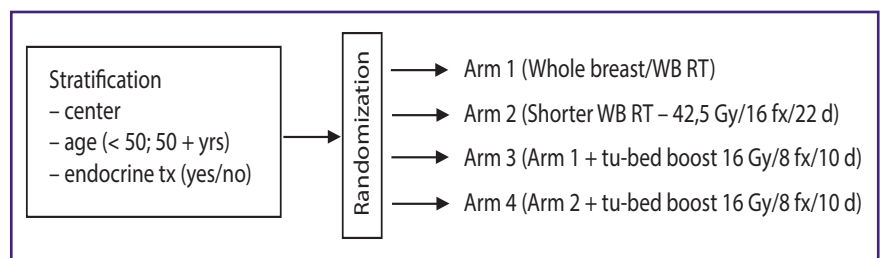 Stratification
– center
– age (< 50; 50 + yrs)
– endocrine tx (yes/no)
Randomization
Arm 1 (Whole breast/WB RT)
Arm 2 (Shorter WB RT – 42,5 Gy/16 fx/22 d)
Arm 3 (Arm 1 + tu-bed boost 16 Gy/8 fx/10 d)
Arm 4 (Arm 2 + tu-bed boost 16 Gy/8 fx/10 d)